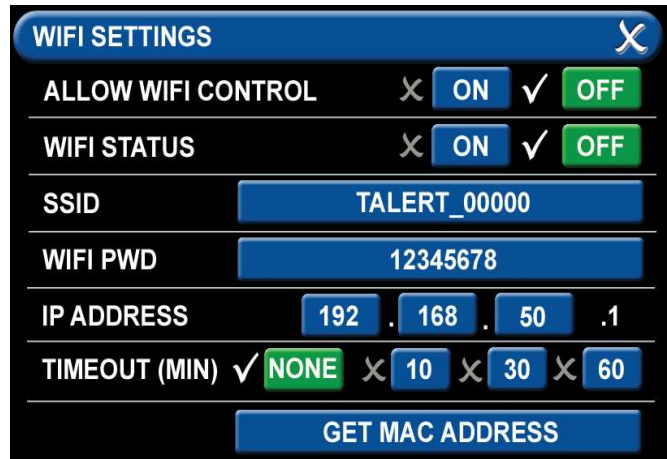 WIFI SETTINGS
ALLOW WIFI CONTROL ON OFF
WIFI STATUS ON OFF
SSID TALERT_00000
WIFI PWD 12345678
IP ADDRESS 192 . 168 . 50 .1
TIMEOUT (MIN) NONE 10 30 60
GET MAC ADDRESS